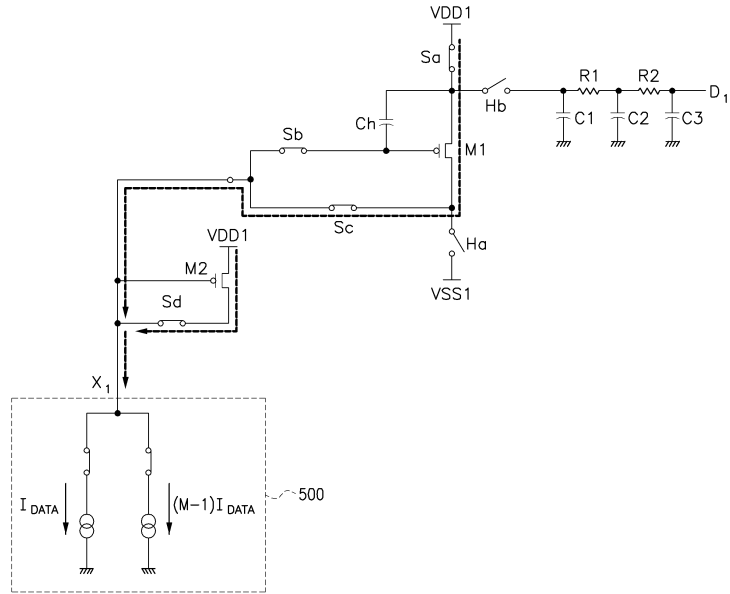 VDD1
Sa
Hb
R1
R2
D1
C1
C2
C3
Ch
Sb
M1
Sc
Ha
VSS1
VDD1
M2
Sd
X1
IDATA
(M-1)IDATA
500